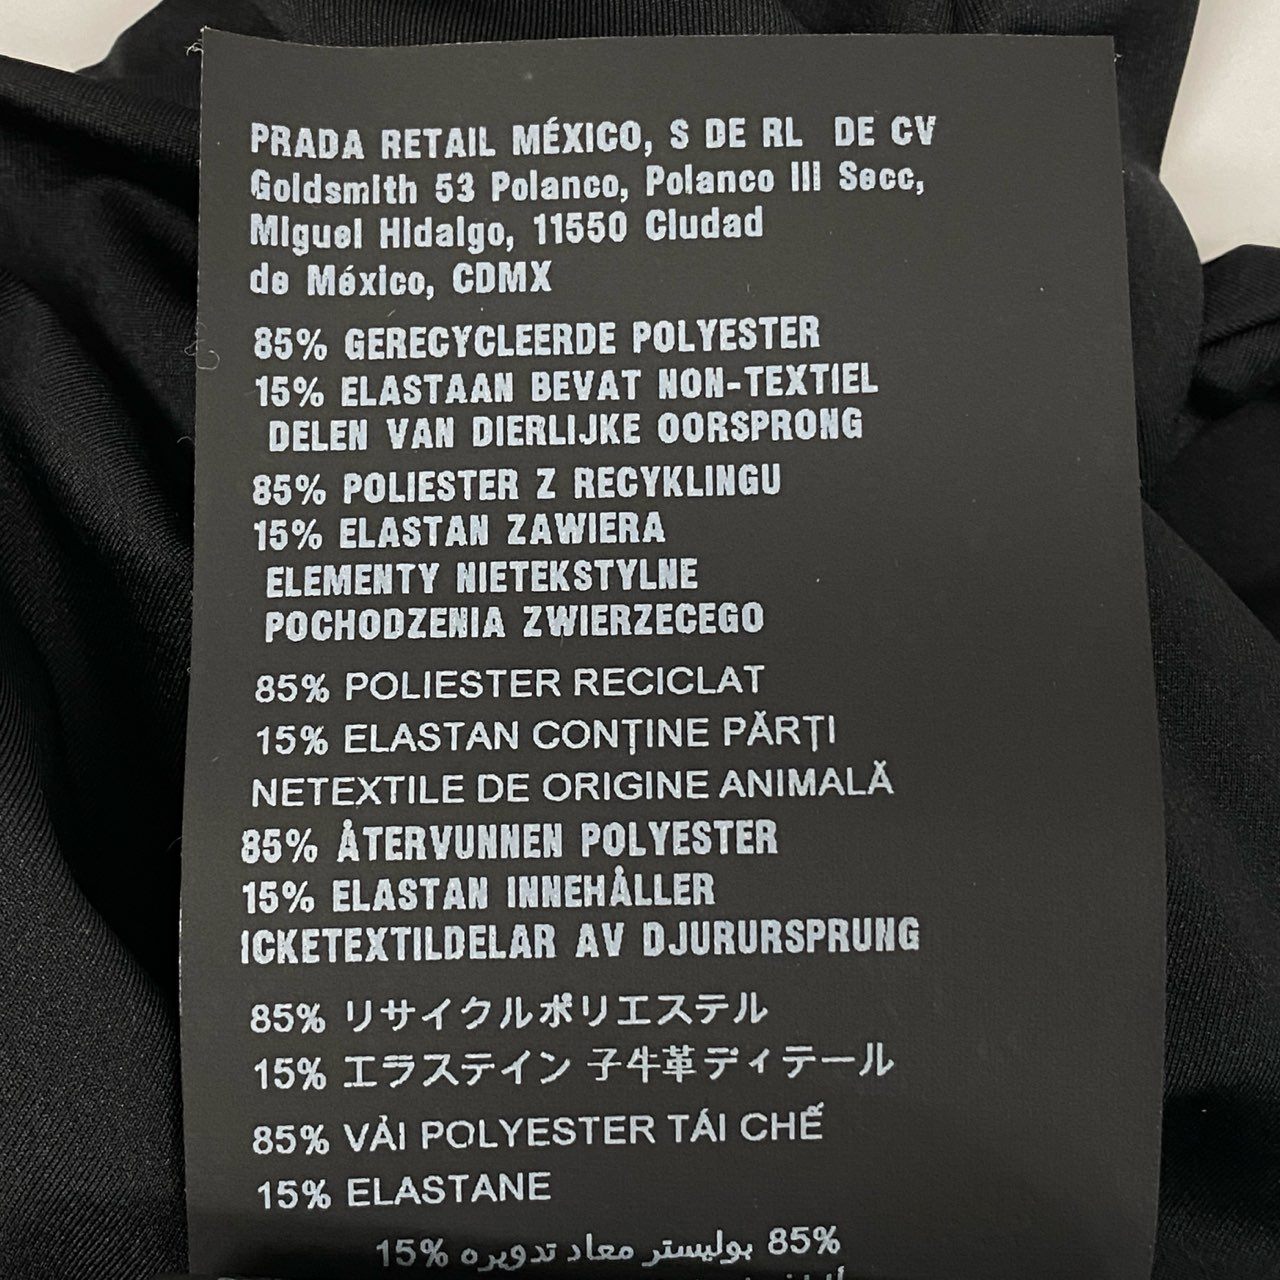 PRADA RETAIL MÉXICO, S DE RL DE CV
Goldsmith 53 Polanco, Polanco III Secc,
Miguel Hidalgo, 11550 Ciudad
de México, CDMX
85% GERECYCLEERDE POLYESTER
15% ELASTAAN BEVAT NON-TEXTIEL
DELEN VAN DIERLIJKE OORSPRONG
85% POLIESTER Z RECYKLINGU
15% ELASTAN ZAWIERA
ELEMENTY NIETEKSTYLNE
POCHODZENIA ZWIERZECEGO
85% POLIESTER RECICLAT
15% ELASTAN CONȚINE PĂRȚI
NETEXTILE DE ORIGINE ANIMALĂ
85% ÅTERVUNNEN POLYESTER
15% ELASTAN INNEHÅLLER
ICKETEXTILDELAR AV DJURURSPRUNG
85% リサイクルポリエステル
15% エラステイン 子牛革ディテール
85% VẢI POLYESTER TÁI CHẾ
15% ELASTANE
85% بوليستر معاد تدويره 15%